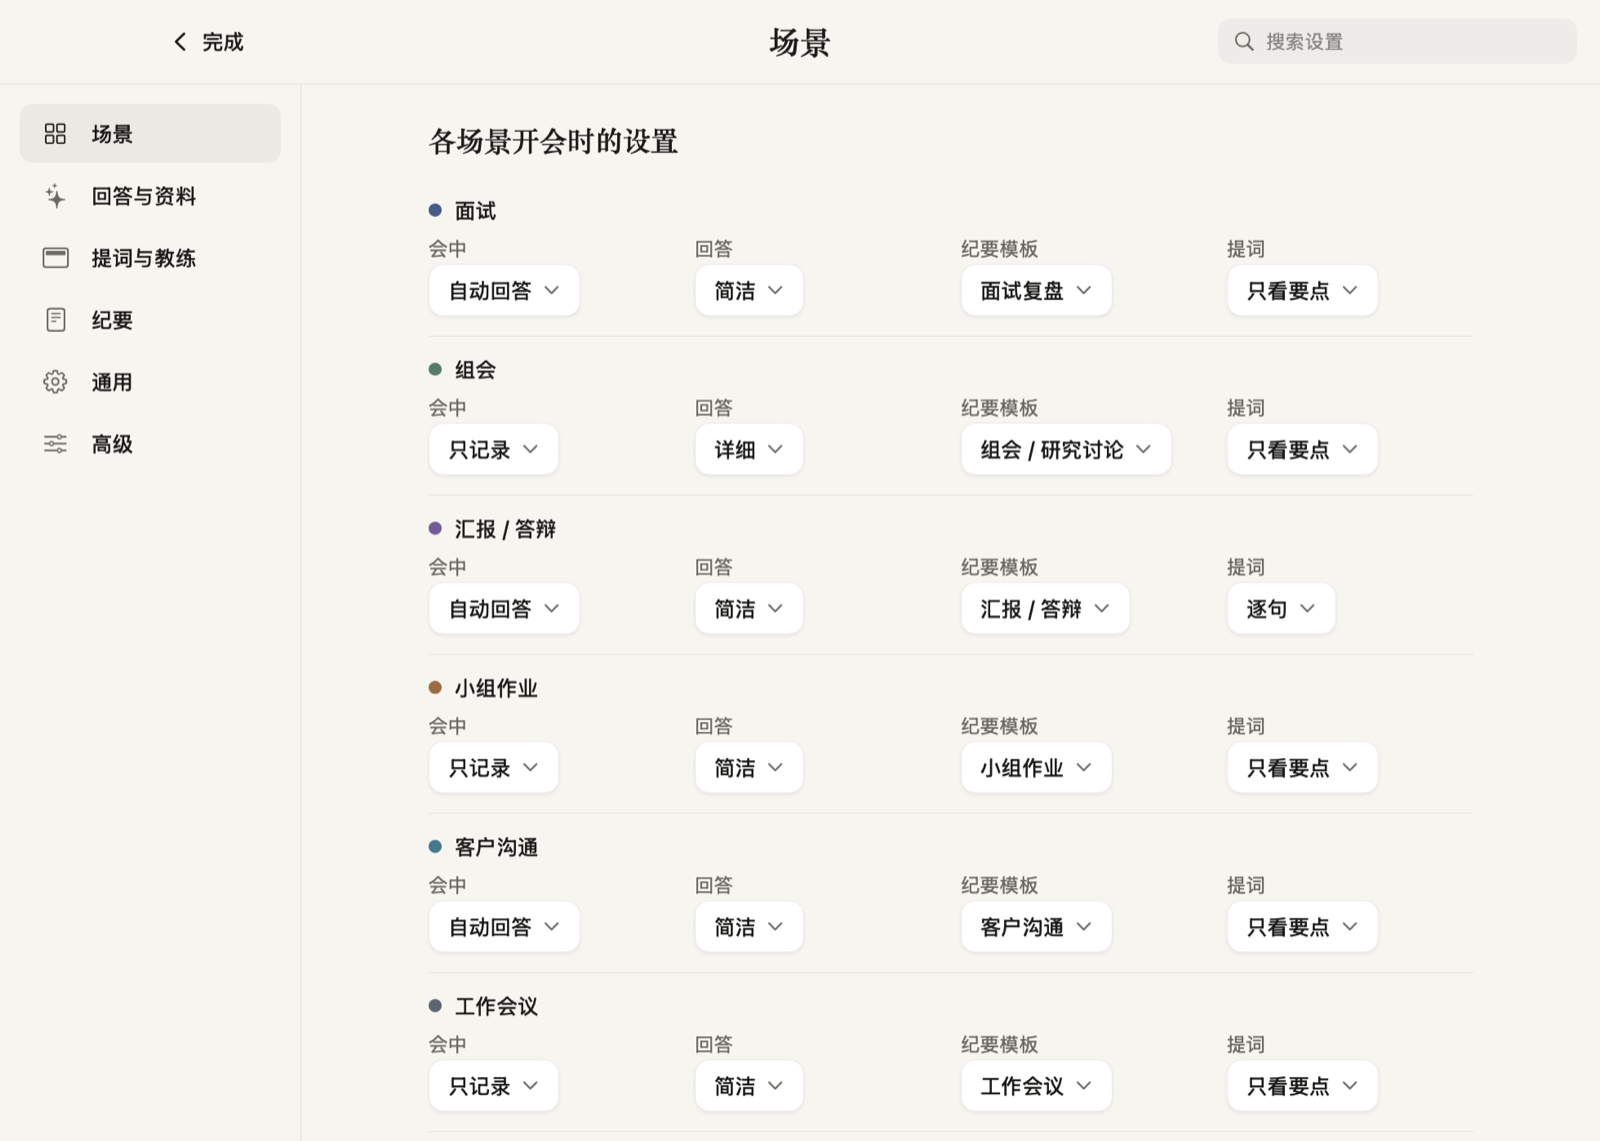 完成
场景
搜索设置
场景
回答与资料
提词与教练
纪要
通用
高级
各场景开会时的设置
面试
会中 回答 纪要模板 提词
自动回答 简洁 面试复盘 只看要点
组会
会中 回答 纪要模板 提词
只记录 详细 组会 / 研究讨论 只看要点
汇报 / 答辩
会中 回答 纪要模板 提词
自动回答 简洁 汇报 / 答辩 逐句
小组作业
会中 回答 纪要模板 提词
只记录 简洁 小组作业 只看要点
客户沟通
会中 回答 纪要模板 提词
自动回答 简洁 客户沟通 只看要点
工作会议
会中 回答 纪要模板 提词
只记录 简洁 工作会议 只看要点